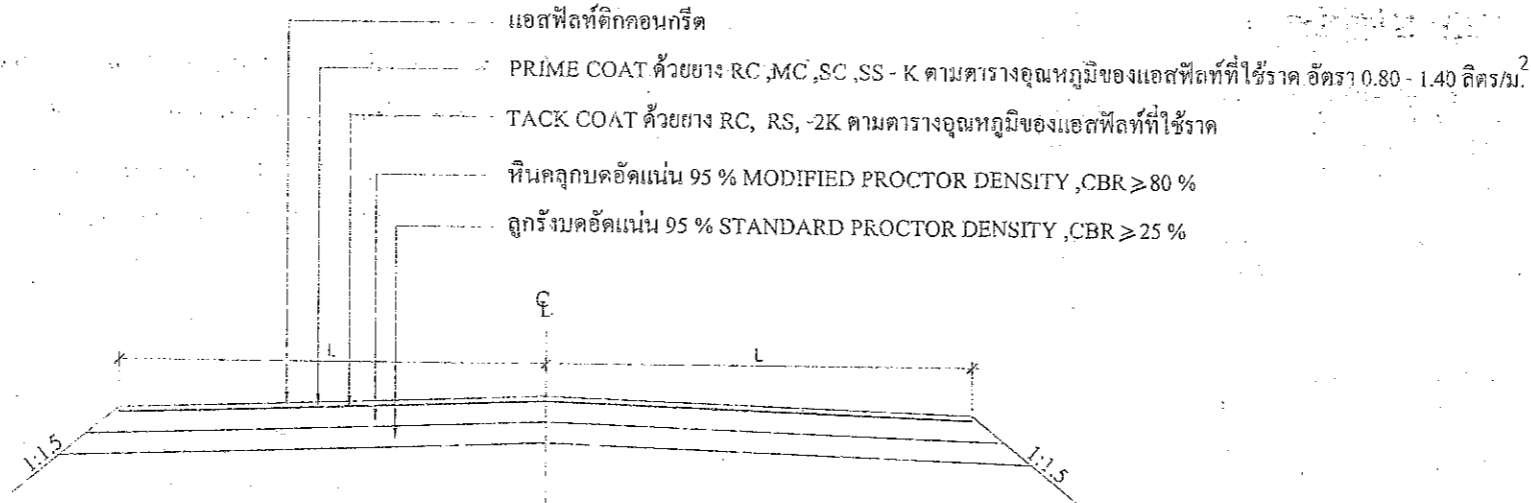 แอสฟัลท์ติกคอนกรีต
PRIME COAT ด้วยยาง RC ,MC ,SC ,SS - K ตามตารางอุณหภูมิของแอสฟัลท์ที่ใช้ราด อัตรา 0.80 - 1.40 ลิตร/ม.²
TACK COAT ด้วยยาง RC, RS, -2K ตามตารางอุณหภูมิของแอสฟัลท์ที่ใช้ราด
หินคลุกบดอัดแน่น 95 % MODIFIED PROCTOR DENSITY ,CBR ≥ 80 %
ลูกรังบดอัดแน่น 95 % STANDARD PROCTOR DENSITY ,CBR ≥ 25 %
℄
L L
1:1.5 1:1.5